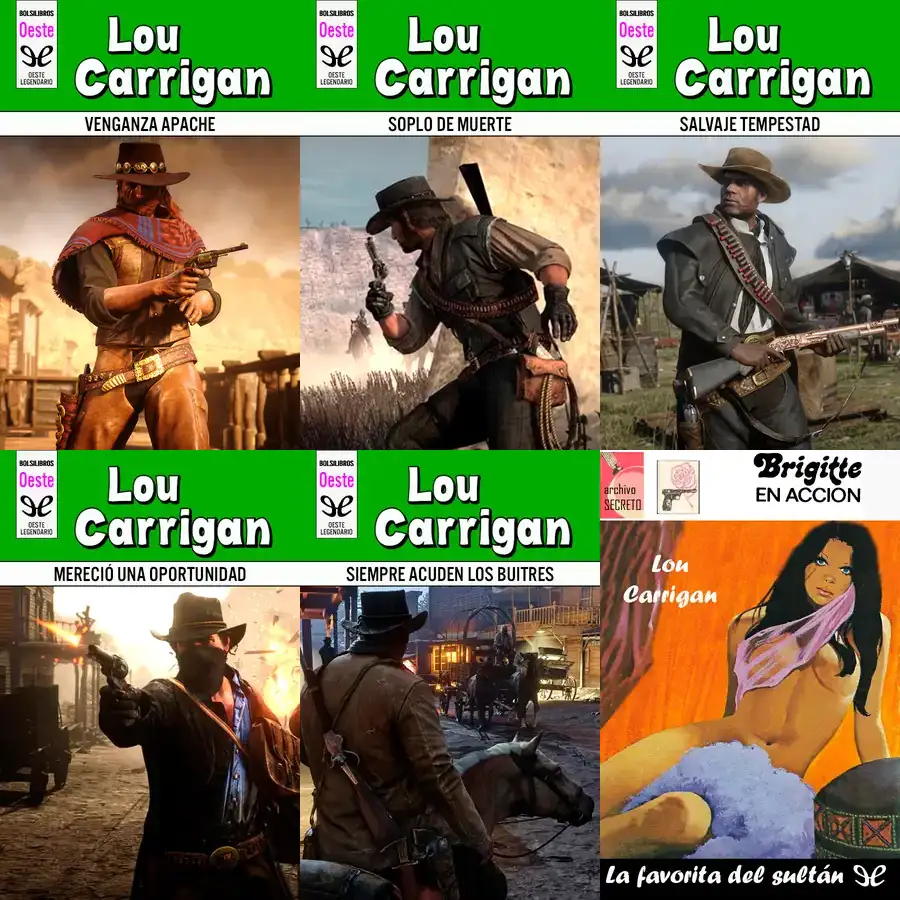 BOLSILIBROS
Oeste
OESTE
LEGENDARIO
Lou
Carrigan
VENGANZA APACHE
BOLSILIBROS
Oeste
OESTE
LEGENDARIO
Lou
Carrigan
SOPLO DE MUERTE
BOLSILIBROS
Oeste
OESTE
LEGENDARIO
Lou
Carrigan
SALVAJE TEMPESTAD
BOLSILIBROS
Oeste
OESTE
LEGENDARIO
Lou
Carrigan
MERECIÓ UNA OPORTUNIDAD
BOLSILIBROS
Oeste
OESTE
LEGENDARIO
Lou
Carrigan
SIEMPRE ACUDEN LOS BUITRES
archivo
SECRETO
Brigitte
EN ACCION
Lou
Carrigan
La favorita del sultán